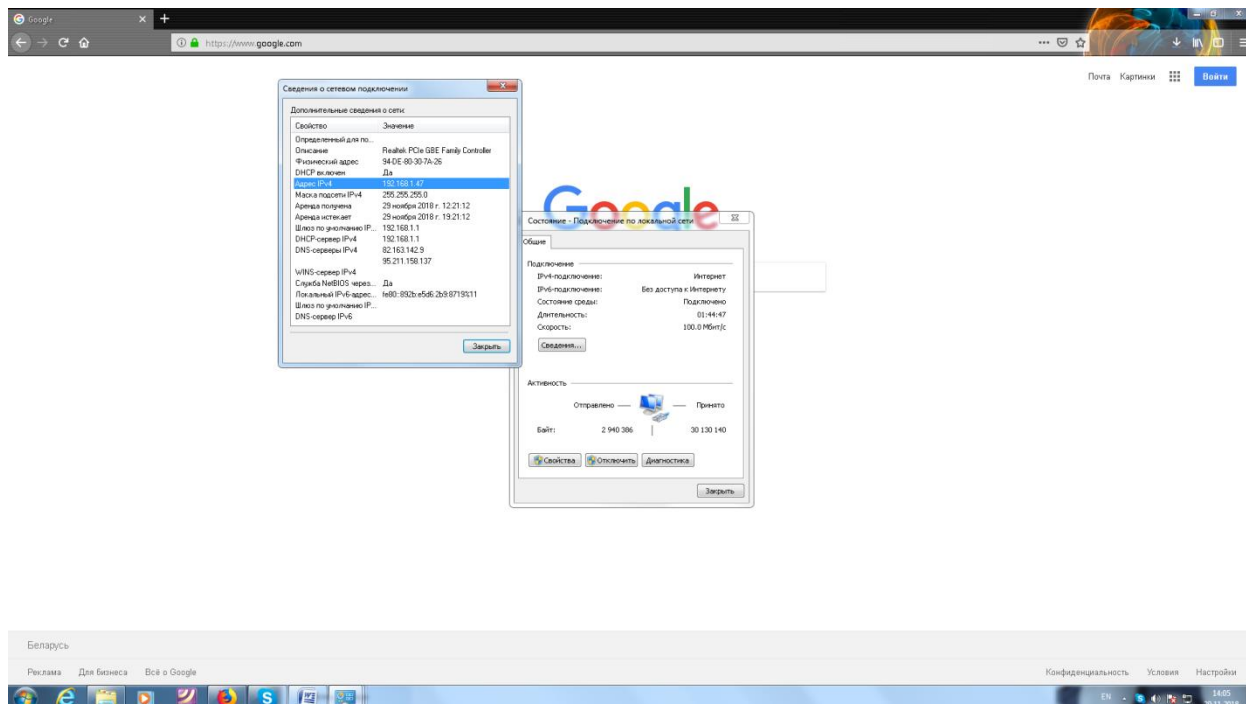 Google
https://www.google.com
Почта Картинки
Войти
Сведения о сетевом подключении
Дополнительные сведения о сети:
Свойство Значение
Определенный для по...
Описание Realtek PCIe GBE Family Controller
Физический адрес 94-DE-80-30-7A-26
DHCP включен Да
Адрес IPv4 192.168.1.47
Маска подсети IPv4 255.255.255.0
Аренда получена 29 ноября 2018 г. 12:21:12
Аренда истекает 29 ноября 2018 г. 19:21:12
Шлюз по умолчанию IP... 192.168.1.1
DHCP-сервер IPv4 192.168.1.1
DNS-серверы IPv4 82.163.142.9
95.211.158.137
WINS-сервер IPv4
Служба NetBIOS через... Да
Локальный IPv6-адрес... fe80::892b:e5d6:2b9:8719%11
Шлюз по умолчанию IP...
DNS-сервер IPv6
Закрыть
Google
Состояние - Подключение по локальной сети
Общие
Подключение
IPv4-подключение: Интернет
IPv6-подключение: Без доступа к Интернету
Состояние среды: Подключено
Длительность: 01:44:47
Скорость: 100.0 Мбит/с
Сведения...
Активность
Отправлено — — Принято
Байт: 2 940 386 30 130 140
Свойства Отключить Диагностика
Закрыть
Беларусь
Реклама Для бизнеса Всё о Google
Конфиденциальность Условия Настройки
EN
14:05